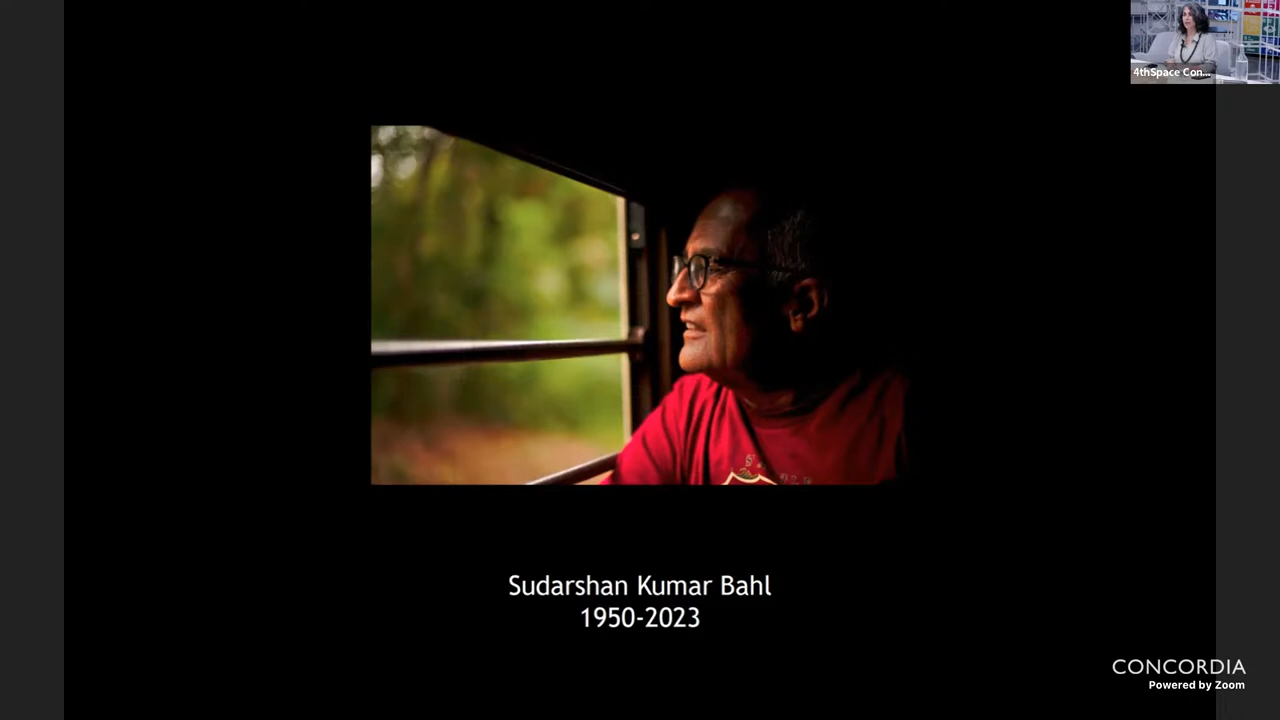 4thSpace Con...
Sudarshan Kumar Bahl
1950-2023
CONCORDIA
Powered by Zoom